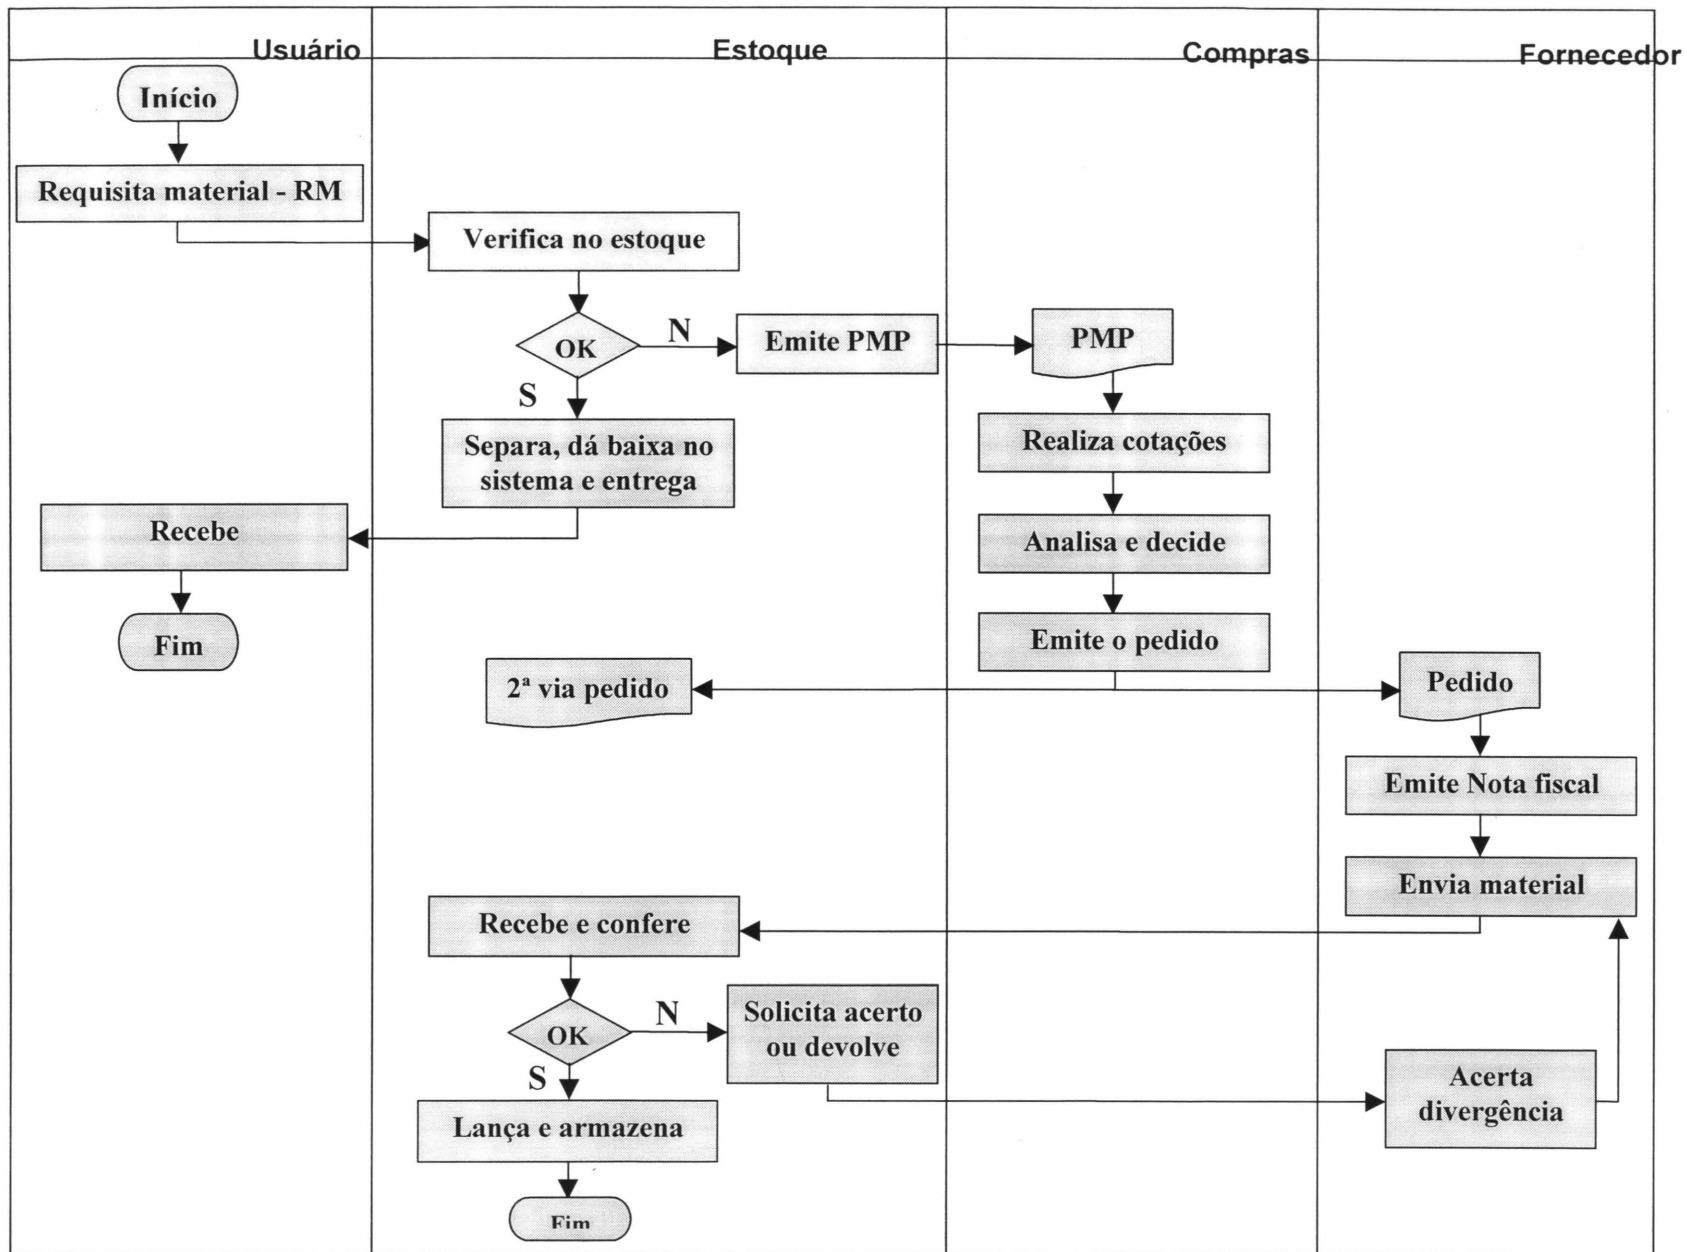 Usuário
Estoque
Compras
Fornecedor
Início
Requisita material - RM
Verifica no estoque
OK
N
Emite PMP
PMP
S
Separa, dá baixa no
sistema e entrega
Realiza cotações
Recebe
Analisa e decide
Fim
Emite o pedido
2ª via pedido
Pedido
Emite Nota fiscal
Envia material
Recebe e confere
OK
N
Solicita acerto
ou devolve
S
Acerta
divergência
Lança e armazena
Fim